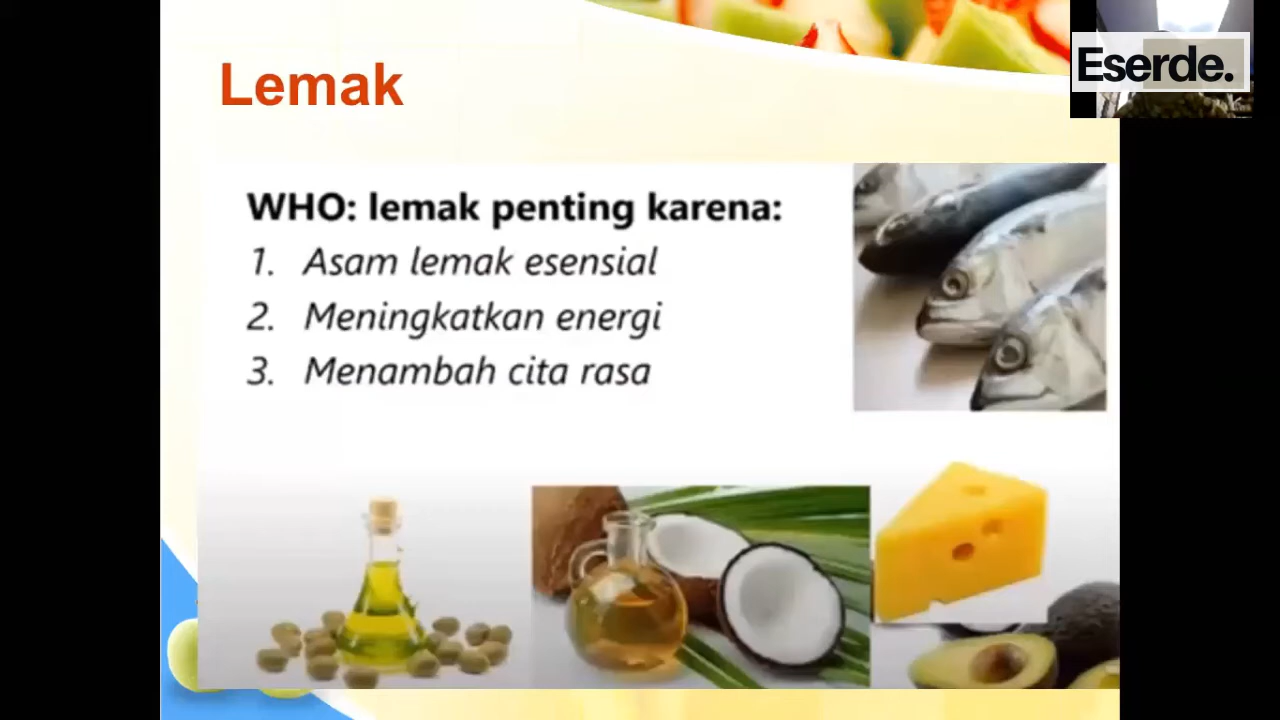 Lemak
Eserde.
WHO: lemak penting karena:
1. Asam lemak esensial
2. Meningkatkan energi
3. Menambah cita rasa